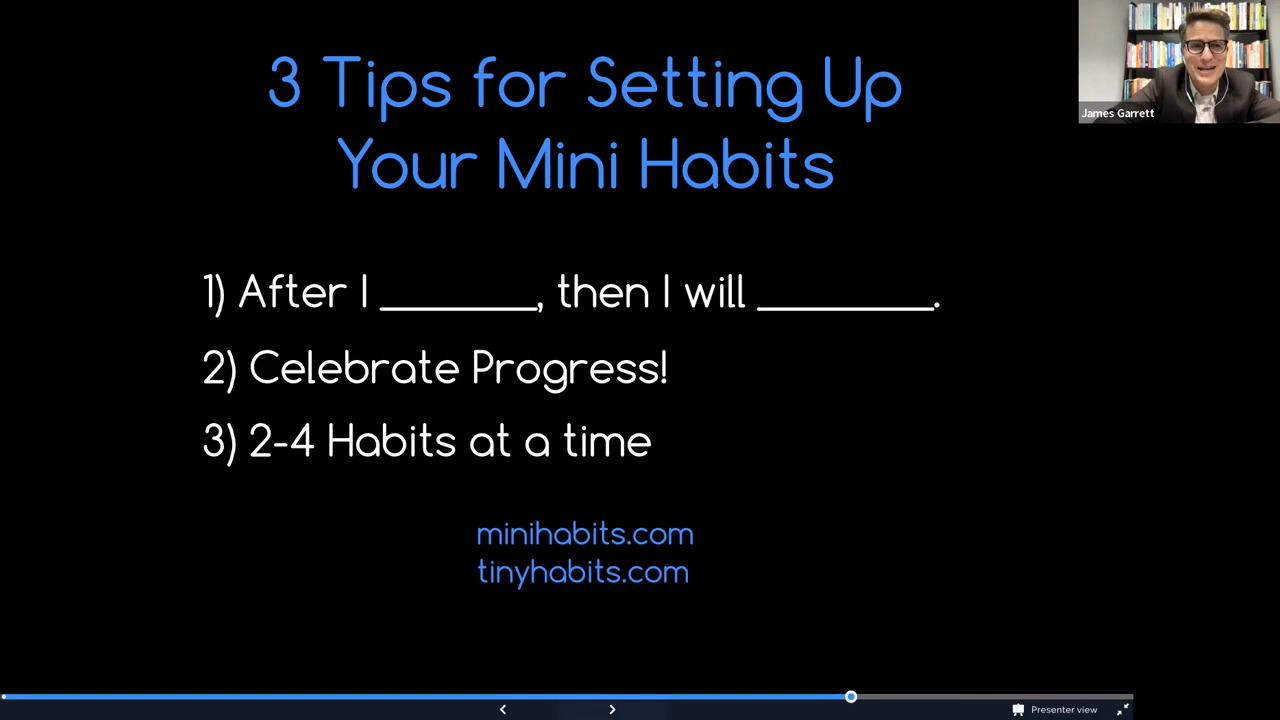 3 Tips for Setting Up
Your Mini Habits
James Garrett
1) After I _______, then I will ________.
2) Celebrate Progress!
3) 2-4 Habits at a time
minihabits.com
tinyhabits.com
Presenter view